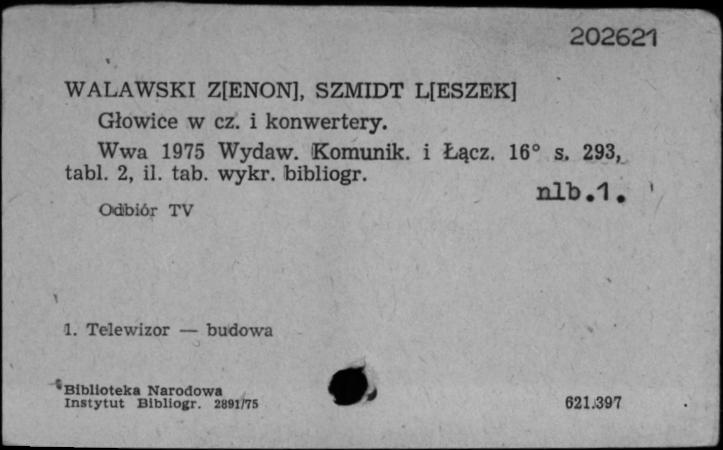 202621
WALAWSKI Z[ENON], SZMIDT L[ESZEK]
Głowice w cz. i konwertery.
Wwa 1975 Wydaw. Komunik. i Łącz. 16° s. 293,
tabl. 2, il. tab. wykr. bibliogr.
nlb.1.
Odbiór TV
1. Telewizor — budowa
Biblioteka Narodowa
Instytut Bibliogr. 2891/75
621.397